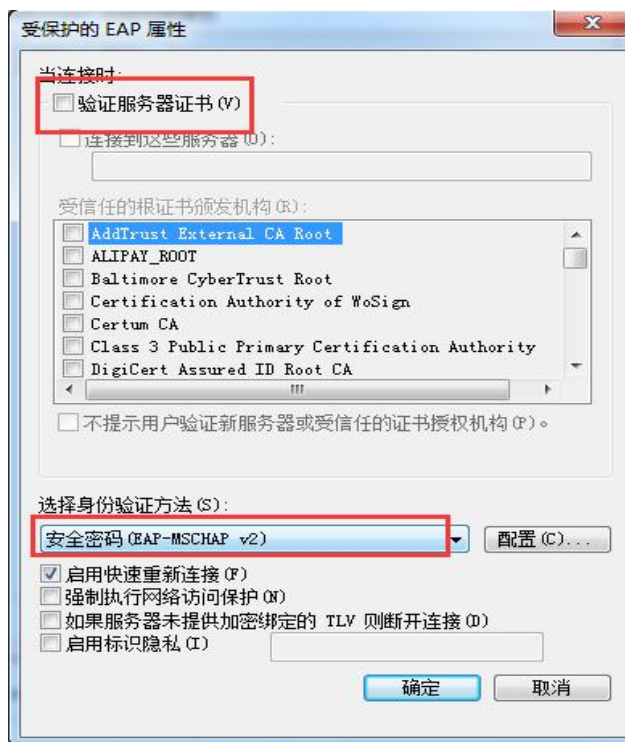 受保护的 EAP 属性
当连接时:
验证服务器证书(V)
连接到这些服务器(O):
受信任的根证书颁发机构(R):
AddTrust External CA Root
ALIPAY_ROOT
Baltimore CyberTrust Root
Certification Authority of WoSign
Certum CA
Class 3 Public Primary Certification Authority
DigiCert Assured ID Root CA
不提示用户验证新服务器或受信任的证书授权机构(P)。
选择身份验证方法(S):
安全密码(EAP-MSCHAP v2)
配置(C)...
启用快速重新连接(F)
强制执行网络访问保护(N)
如果服务器未提供加密绑定的 TLV 则断开连接(D)
启用标识隐私(I)
确定
取消